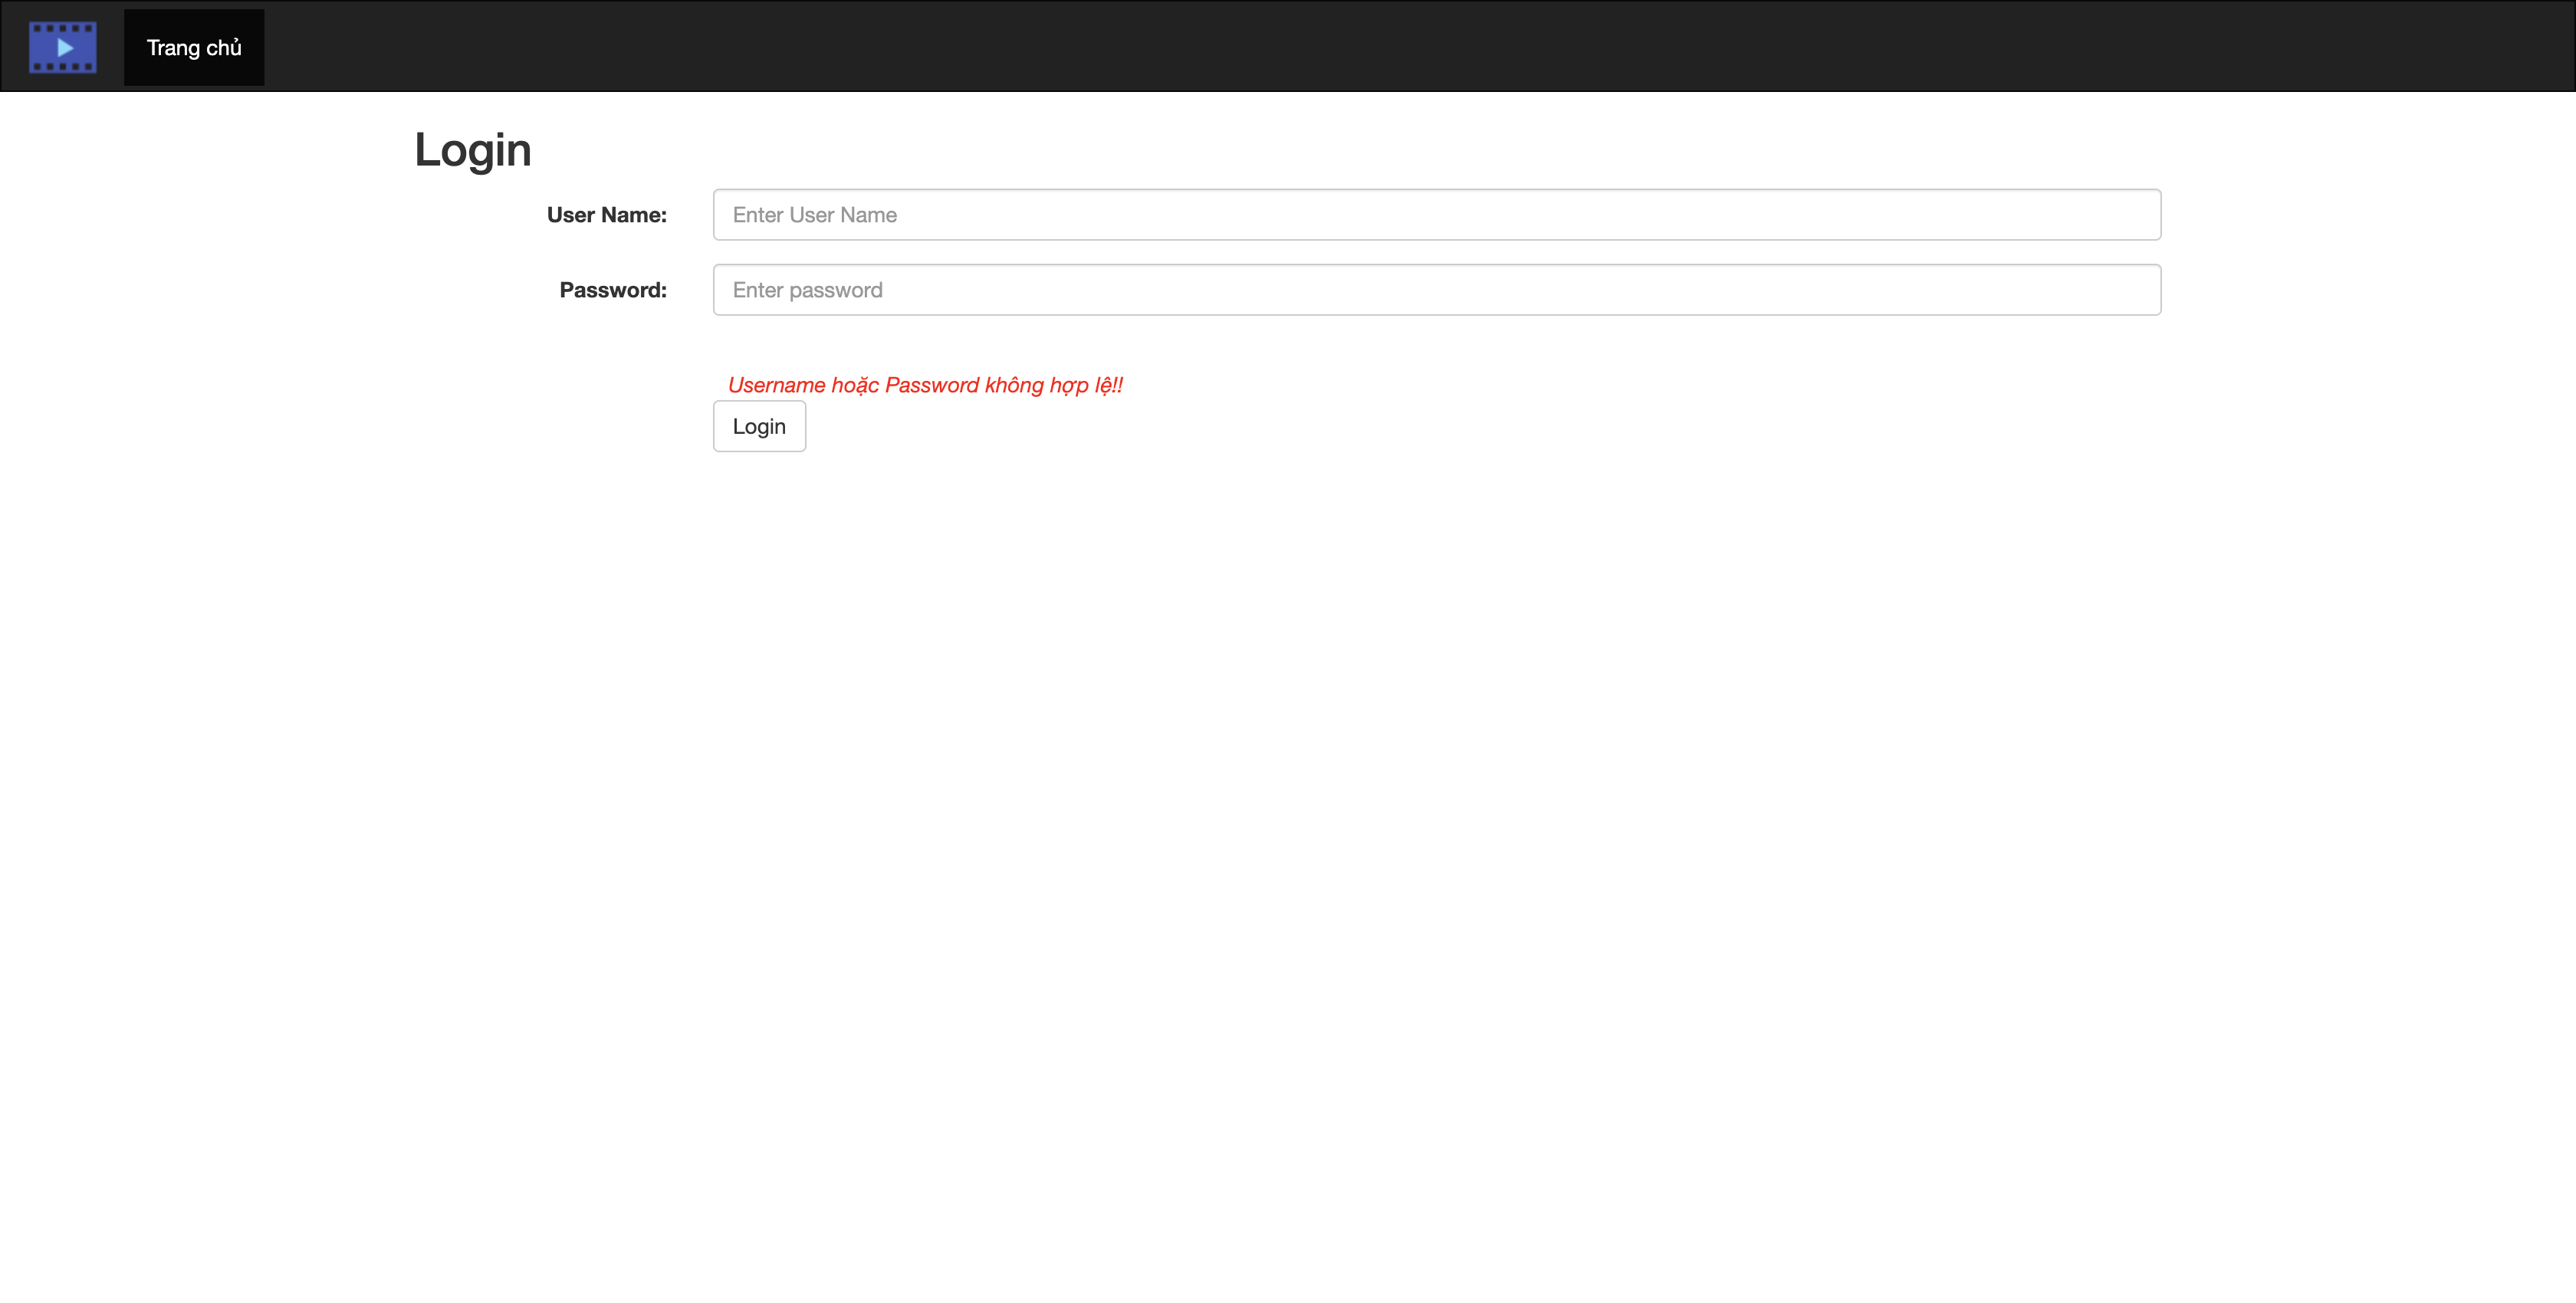 Trang chủ
Login
User Name:
Enter User Name
Password:
Enter password
Username hoặc Password không hợp lệ!!
Login